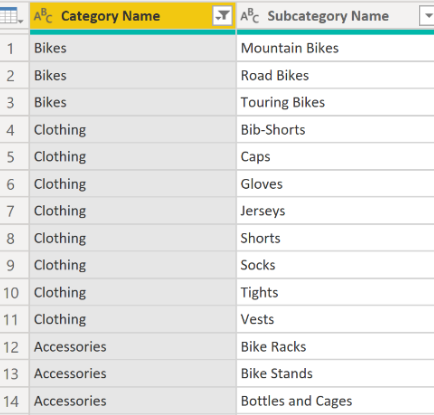 ABC Category Name ABC Subcategory Name
1 Bikes Mountain Bikes
2 Bikes Road Bikes
3 Bikes Touring Bikes
4 Clothing Bib-Shorts
5 Clothing Caps
6 Clothing Gloves
7 Clothing Jerseys
8 Clothing Shorts
9 Clothing Socks
10 Clothing Tights
11 Clothing Vests
12 Accessories Bike Racks
13 Accessories Bike Stands
14 Accessories Bottles and Cages